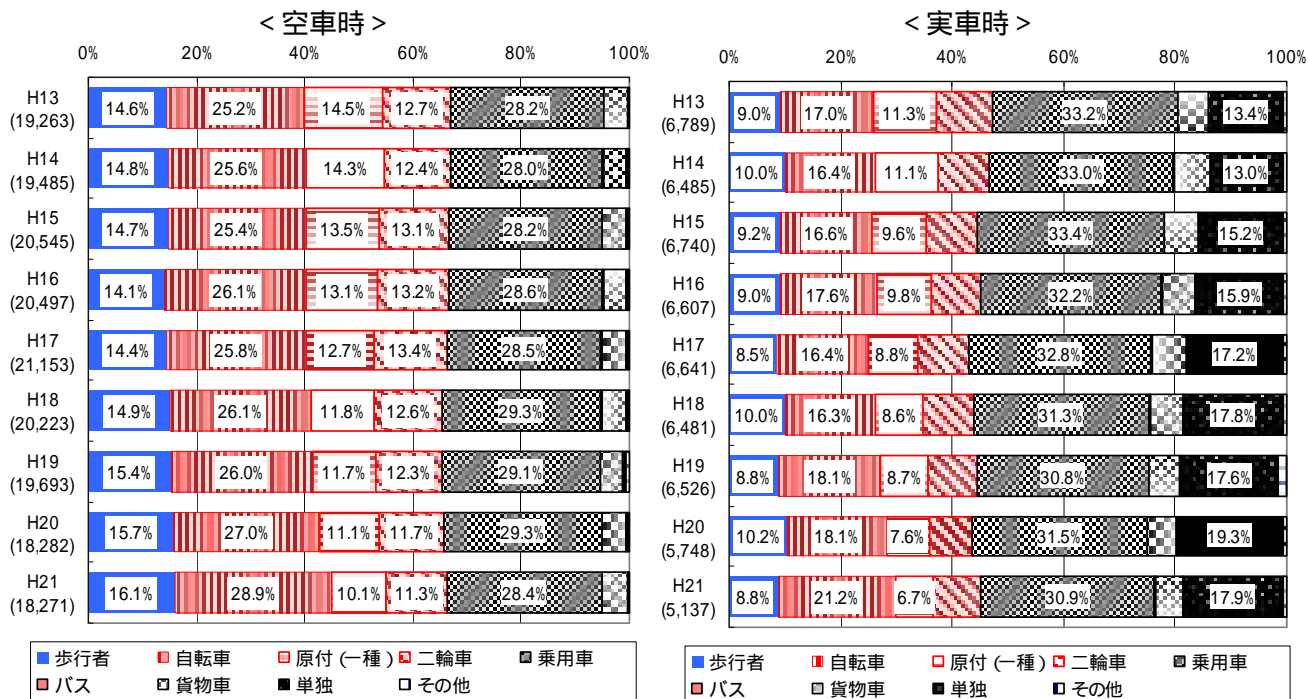 <空車時>
0% 20% 40% 60% 80% 100%
H13 14.6% 25.2% 14.5% 12.7% 28.2%
(19,263)
H14 14.8% 25.6% 14.3% 12.4% 28.0%
(19,485)
H15 14.7% 25.4% 13.5% 13.1% 28.2%
(20,545)
H16 14.1% 26.1% 13.1% 13.2% 28.6%
(20,497)
H17 14.4% 25.8% 12.7% 13.4% 28.5%
(21,153)
H18 14.9% 26.1% 11.8% 12.6% 29.3%
(20,223)
H19 15.4% 26.0% 11.7% 12.3% 29.1%
(19,693)
H20 15.7% 27.0% 11.1% 11.7% 29.3%
(18,282)
H21 16.1% 28.9% 10.1% 11.3% 28.4%
(18,271)
歩行者 自転車 原付(一種) 二輪車 乗用車
バス 貨物車 単独 その他
<実車時>
0% 20% 40% 60% 80% 100%
H13 9.0% 17.0% 11.3% 33.2% 13.4%
(6,789)
H14 10.0% 16.4% 11.1% 33.0% 13.0%
(6,485)
H15 9.2% 16.6% 9.6% 33.4% 15.2%
(6,740)
H16 9.0% 17.6% 9.8% 32.2% 15.9%
(6,607)
H17 8.5% 16.4% 8.8% 32.8% 17.2%
(6,641)
H18 10.0% 16.3% 8.6% 31.3% 17.8%
(6,481)
H19 8.8% 18.1% 8.7% 30.8% 17.6%
(6,526)
H20 10.2% 18.1% 7.6% 31.5% 19.3%
(5,748)
H21 8.8% 21.2% 6.7% 30.9% 17.9%
(5,137)
歩行者 自転車 原付(一種) 二輪車 乗用車
バス 貨物車 単独 その他